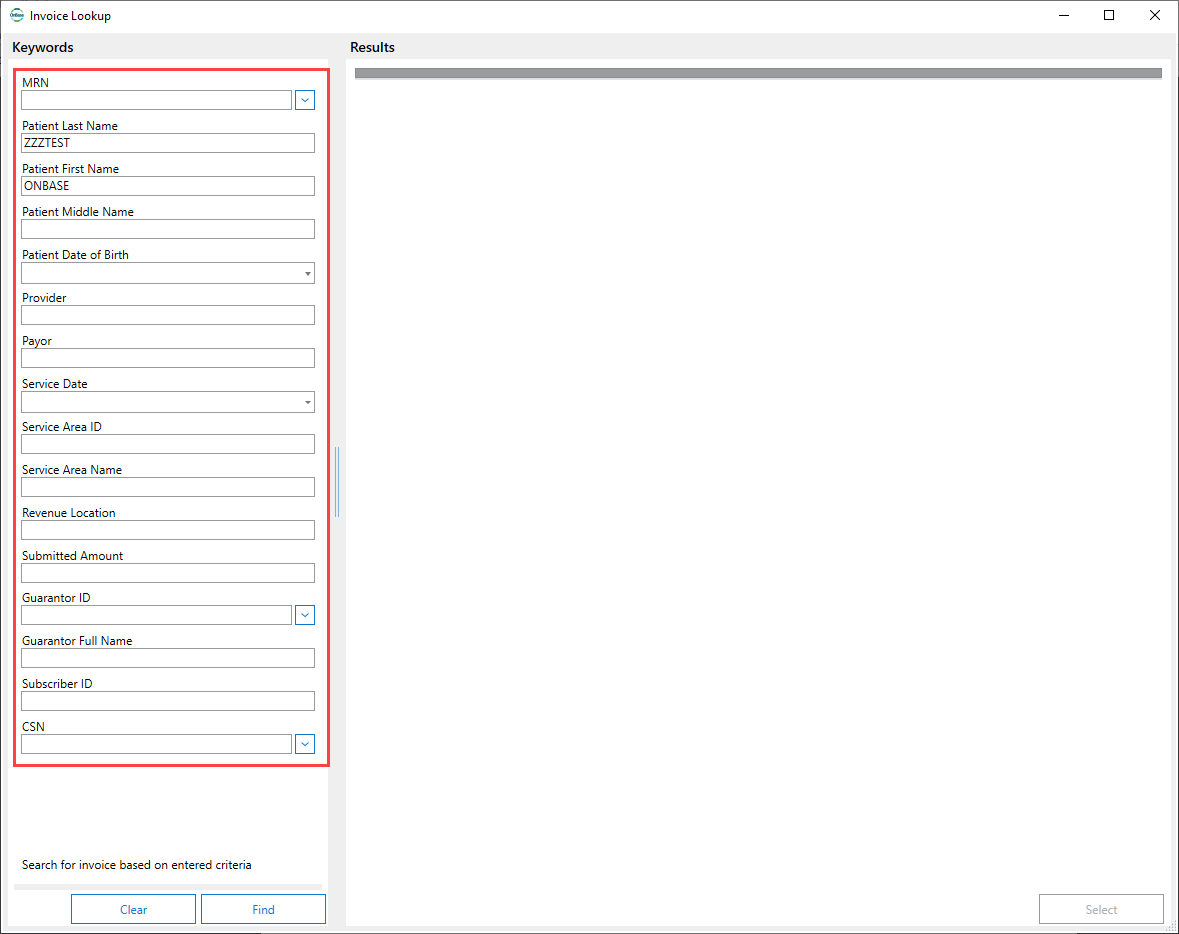 OnBase
Invoice Lookup
Keywords
Results
MRN
Patient Last Name
ZZZTEST
Patient First Name
ONBASE
Patient Middle Name
Patient Date of Birth
Provider
Payor
Service Date
Service Area ID
Service Area Name
Revenue Location
Submitted Amount
Guarantor ID
Guarantor Full Name
Subscriber ID
CSN
Search for invoice based on entered criteria
Clear
Find
Select